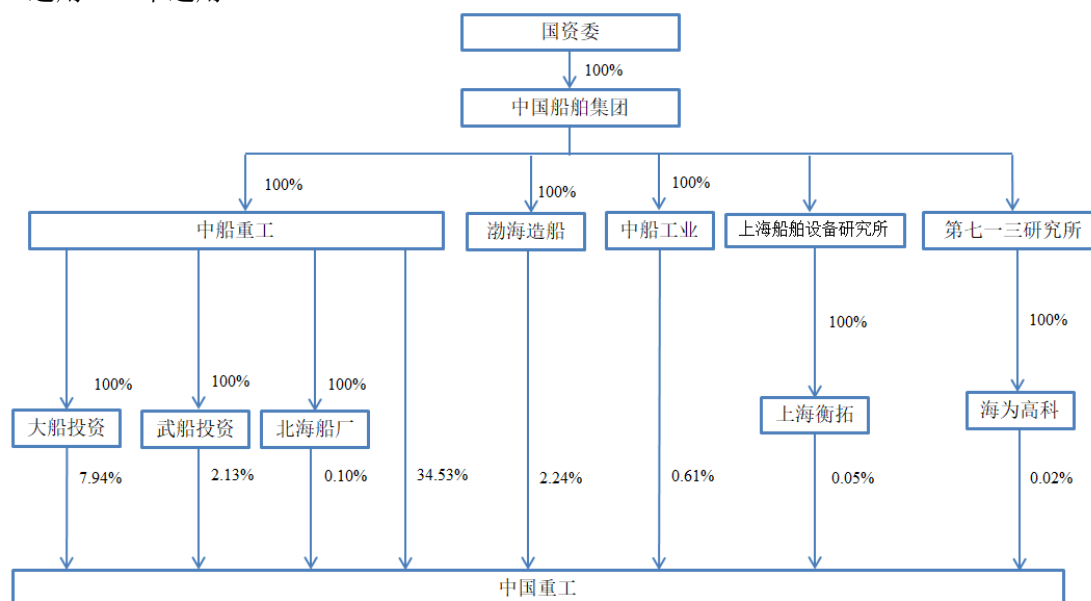 国资委
100%
中国船舶集团
100%
100%
100%
中船重工
渤海造船
中船工业
上海船舶设备研究所
第七一三研究所
100%
100%
100%
100%
100%
大船投资
武船投资
北海船厂
上海衡拓
海为高科
7.94%
2.13%
0.10%
34.53%
2.24%
0.61%
0.05%
0.02%
中国重工